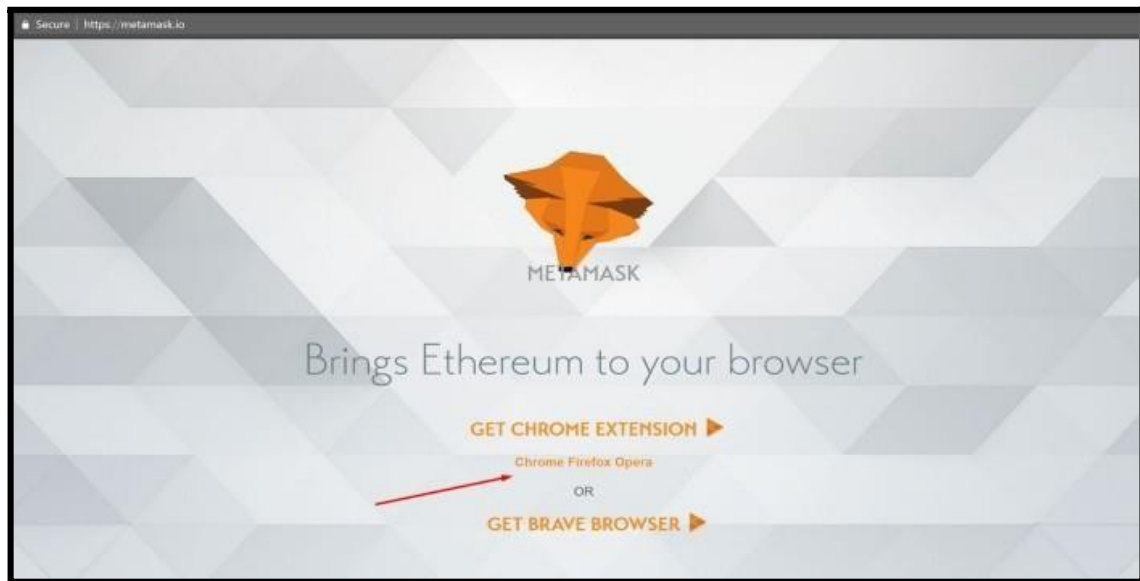 Secure | https://metamask.io
METAMASK
Brings Ethereum to your browser
GET CHROME EXTENSION
Chrome Firefox Opera
OR
GET BRAVE BROWSER